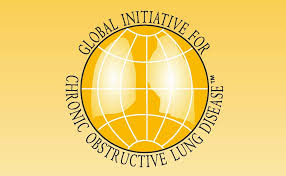 GLOBAL INITIATIVE FOR
CHRONIC OBSTRUCTIVE LUNG DISEASE™